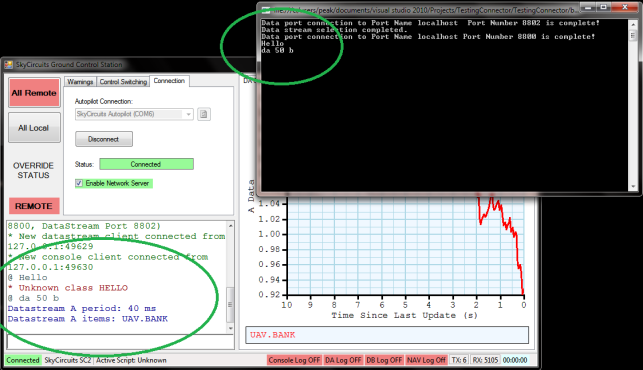 file:///C:/Users/peak/documents/visual studio 2010/Projects/TestingConnector/TestingConnector/b...
Data port connection to Port Name localhost  Port Number 8802 is complete!
Data stream selection completed.
Data port connection to Port Name localhost Port Number 8800 is complete!
Hello
da 50 b
SkyCircuits Ground Control Station
All Remote
All Local
OVERRIDE
STATUS
REMOTE
Warnings
Control Switching
Connection
Autopilot Connection:
SkyCircuits Autopilot (COM6)
Disconnect
Status:
Connected
Enable Network Server
8800, DataStream Port 8802)
* New datastream client connected from
127.0.0.1:49629
* New console client connected from
127.0.0.1:49630
@ Hello
* Unknown class HELLO
@ da 50 b
Datastream A period: 40 ms
Datastream A items: UAV.BANK
A Data
1.04
1.02
1.00
0.98
0.96
0.94
0.92
10 9 8 7 6 5 4 3 2 1 0
Time Since Last Update (s)
UAV.BANK
Connected
SkyCircuits SC2
Active Script: Unknown
Console Log OFF
DA Log OFF
DB Log OFF
NAV Log Off
TX: 6
RX: 5105
00:00:00